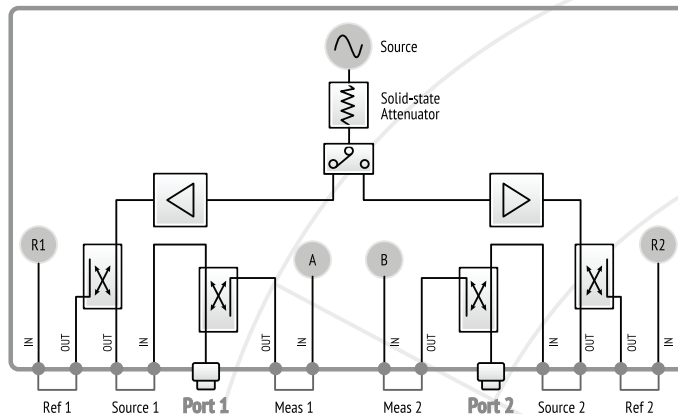 Source
Solid-state
Attenuator
R1
A
B
R2
IN
OUT
OUT
IN
OUT
IN
IN
OUT
IN
OUT
OUT
IN
Ref 1
Source 1
Port 1
Meas 1
Meas 2
Port 2
Source 2
Ref 2